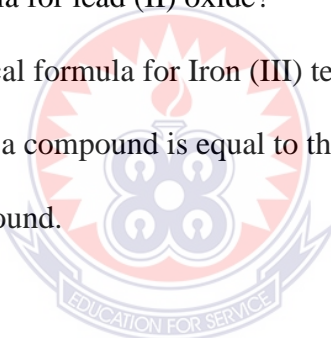 la for lead (II) oxide?
al formula for Iron (III) te
a compound is equal to th
ound.
EDUCATION FOR SERVICE